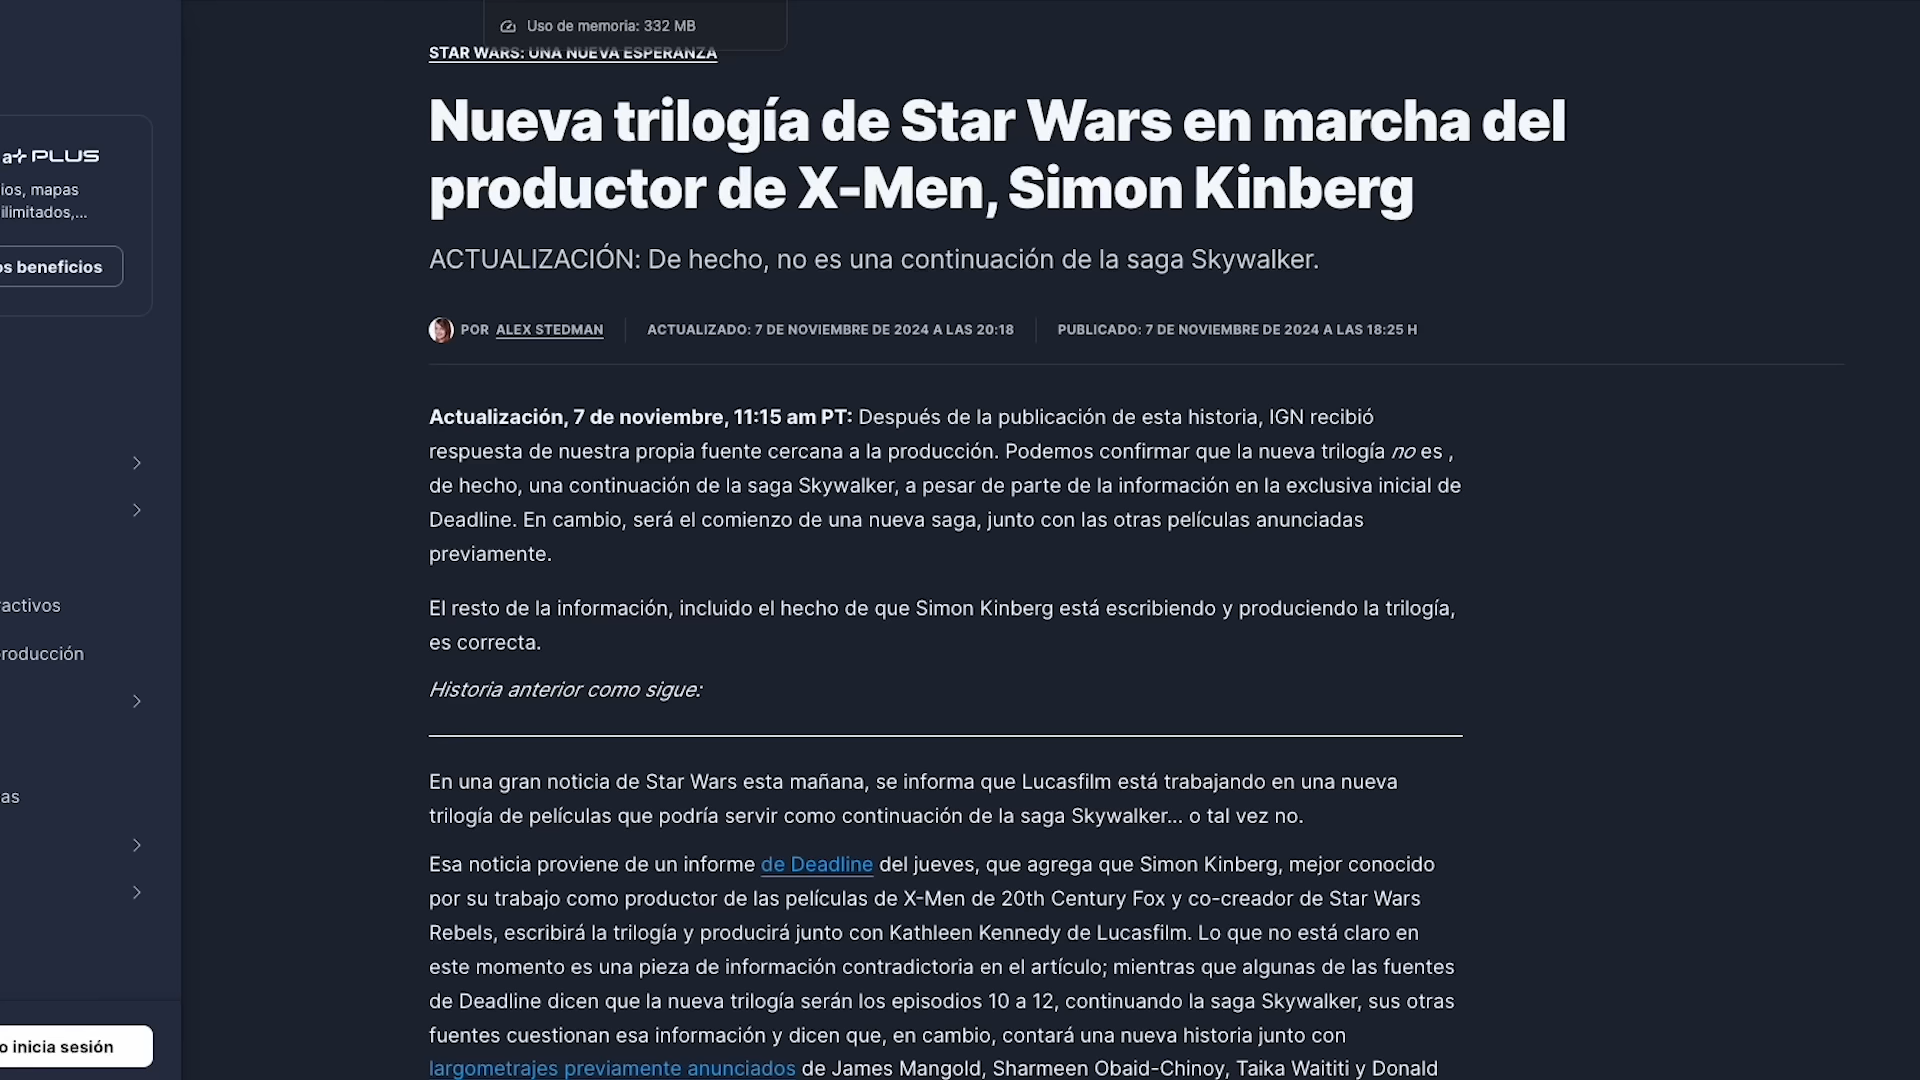 Uso de memoria: 332 MB
STAR WARS: UNA NUEVA ESPERANZA
Nueva trilogía de Star Wars en marcha del
productor de X-Men, Simon Kinberg
ACTUALIZACIÓN: De hecho, no es una continuación de la saga Skywalker.
POR ALEX STEDMAN
ACTUALIZADO: 7 DE NOVIEMBRE DE 2024 A LAS 20:18
PUBLICADO: 7 DE NOVIEMBRE DE 2024 A LAS 18:25 H
Actualización, 7 de noviembre, 11:15 am PT: Después de la publicación de esta historia, IGN recibió
respuesta de nuestra propia fuente cercana a la producción. Podemos confirmar que la nueva trilogía no es ,
de hecho, una continuación de la saga Skywalker, a pesar de parte de la información en la exclusiva inicial de
Deadline. En cambio, será el comienzo de una nueva saga, junto con las otras películas anunciadas
previamente.
El resto de la información, incluido el hecho de que Simon Kinberg está escribiendo y produciendo la trilogía,
es correcta.
Historia anterior como sigue:
En una gran noticia de Star Wars esta mañana, se informa que Lucasfilm está trabajando en una nueva
trilogía de películas que podría servir como continuación de la saga Skywalker... o tal vez no.
Esa noticia proviene de un informe de Deadline del jueves, que agrega que Simon Kinberg, mejor conocido
por su trabajo como productor de las películas de X-Men de 20th Century Fox y co-creador de Star Wars
Rebels, escribirá la trilogía y producirá junto con Kathleen Kennedy de Lucasfilm. Lo que no está claro en
este momento es una pieza de información contradictoria en el artículo; mientras que algunas de las fuentes
de Deadline dicen que la nueva trilogía serán los episodios 10 a 12, continuando la saga Skywalker, sus otras
fuentes cuestionan esa información y dicen que, en cambio, contará una nueva historia junto con
largometrajes previamente anunciados de James Mangold, Sharmeen Obaid-Chinoy, Taika Waititi y Donald
a PLUS
ios, mapas
ilimitados,...
os beneficios
activos
roducción
as
o inicia sesión